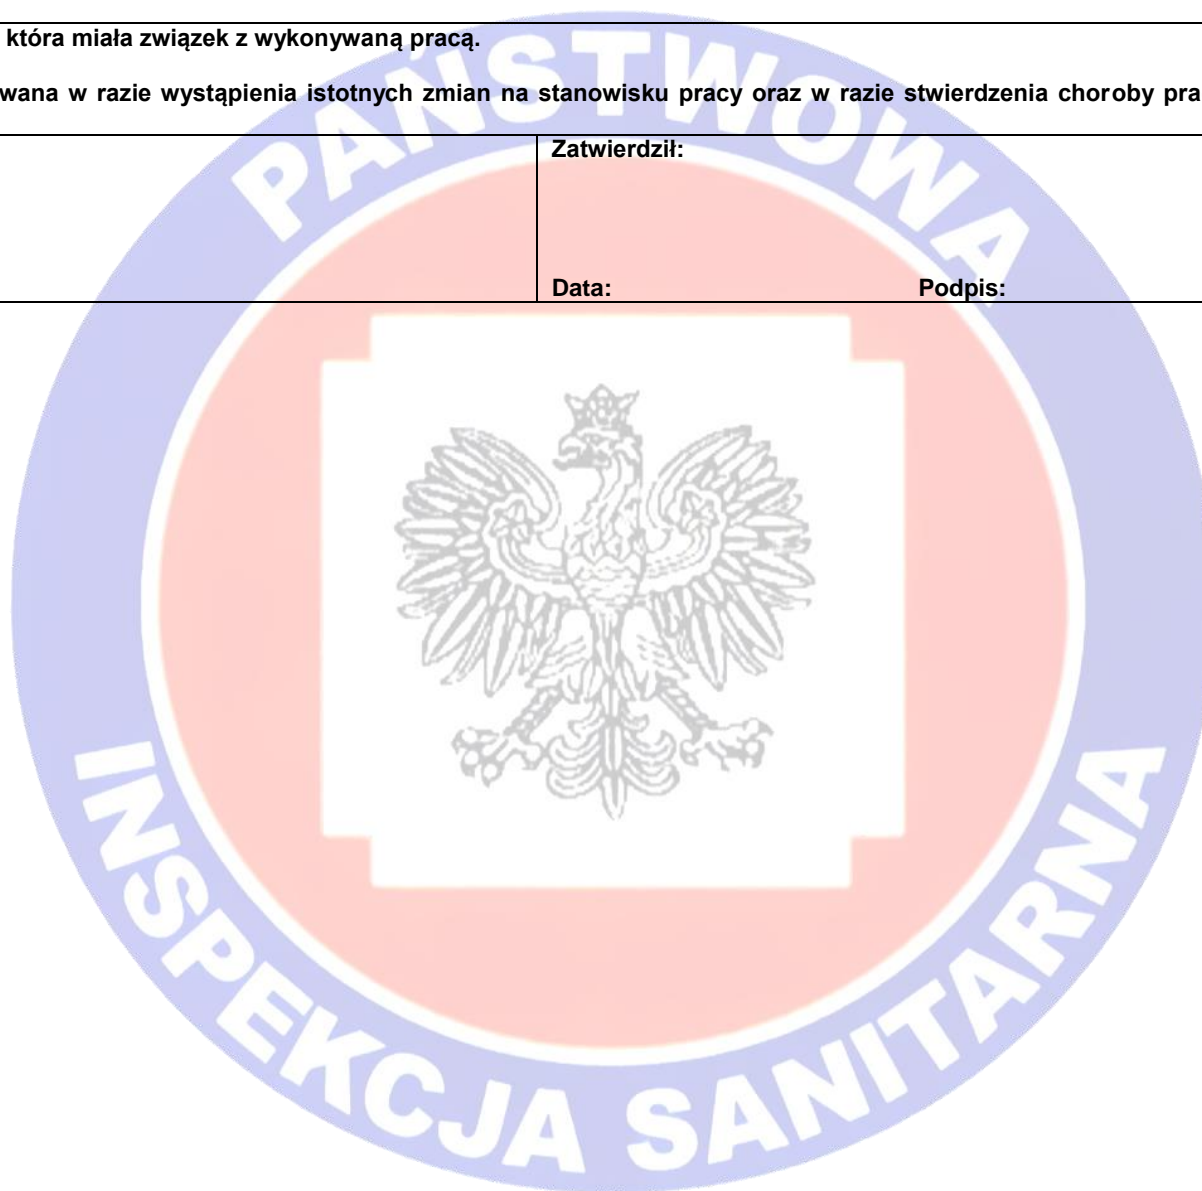 która miała związek z wykonywaną pracą.
wana w razie wystąpienia istotnych zmian na stanowisku pracy oraz w razie stwierdzenia choroby pra
Zatwierdził:
Data: Podpis:
PAŃSTWOWA
INSPEKCJA SANITARNA